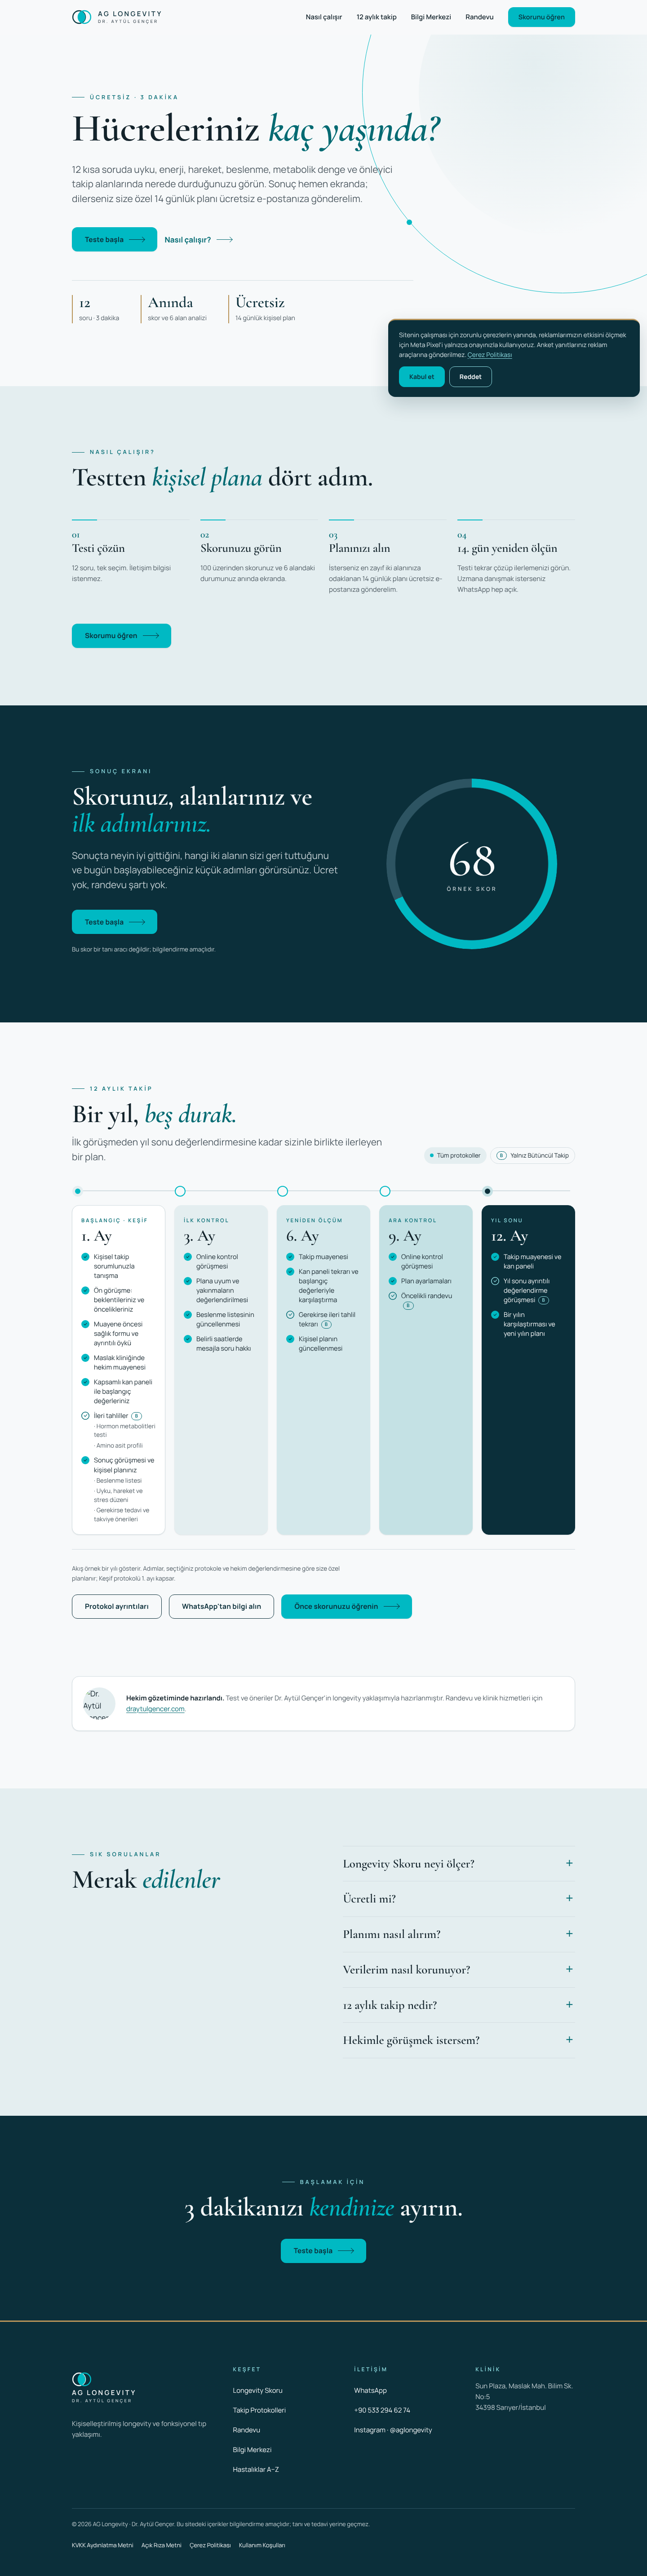 AG LONGEVITY
DR. AYTÜL GENÇER
Nasıl çalışır
12 aylık takip
Bilgi Merkezi
Randevu
Skorunu öğren
ÜCRETSİZ · 3 DAKİKA
Hücreleriniz kaç yaşında?
12 kısa soruda uyku, enerji, hareket, beslenme, metabolik denge ve önleyici
takip alanlarında nerede durduğunuzu görün. Sonuç hemen ekranda;
dilerseniz size özel 14 günlük planı ücretsiz e-postanıza gönderelim.
Teste başla
Nasıl çalışır?
12
soru · 3 dakika
Anında
skor ve 6 alan analizi
Ücretsiz
14 günlük kişisel plan
Sitenin çalışması için zorunlu çerezlerin yanında, reklamlarımızın etkisini ölçmek
için Meta Pixel'i yalnızca onayınızla kullanıyoruz. Anket yanıtlarınız reklam
araçlarına gönderilmez. Çerez Politikası
Kabul et
Reddet
NASIL ÇALIŞIR?
Testten kişisel plana dört adım.
01
Testi çözün
12 soru, tek seçim. İletişim bilgisi
istenmez.
02
Skorunuzu görün
100 üzerinden skorunuz ve 6 alandaki
durumunuz anında ekranda.
03
Planınızı alın
İsterseniz en zayıf iki alanınıza
odaklanan 14 günlük planı ücretsiz e-
postanıza gönderelim.
04
14. gün yeniden ölçün
Testi tekrar çözüp ilerlemenizi görün.
Uzmana danışmak isterseniz
WhatsApp hep açık.
Skorumu öğren
SONUÇ EKRANI
Skorunuz, alanlarınız ve
ilk adımlarınız.
Sonuçta neyin iyi gittiğini, hangi iki alanın sizi geri tuttuğunu
ve bugün başlayabileceğiniz küçük adımları görürsünüz. Ücret
yok, randevu şartı yok.
Teste başla
Bu skor bir tanı aracı değildir; bilgilendirme amaçlıdır.
68
ÖRNEK SKOR
12 AYLIK TAKİP
Bir yıl, beş durak.
İlk görüşmeden yıl sonu değerlendirmesine kadar sizinle birlikte ilerleyen
bir plan.
Tüm protokoller
B Yalnız Bütüncül Takip
BAŞLANGIÇ · KEŞİF
1. Ay
Kişisel takip
sorumlunuzla
tanışma
Ön görüşme:
beklentileriniz ve
öncelikleriniz
Muayene öncesi
sağlık formu ve
ayrıntılı öykü
Maslak kliniğinde
hekim muayenesi
Kapsamlı kan paneli
ile başlangıç
değerleriniz
İleri tahliller B
· Hormon metabolitleri
testi
· Amino asit profili
Sonuç görüşmesi ve
kişisel planınız
· Beslenme listesi
· Uyku, hareket ve
stres düzeni
· Gerekirse tedavi ve
takviye önerileri
İLK KONTROL
3. Ay
Online kontrol
görüşmesi
Plana uyum ve
yakınmaların
değerlendirilmesi
Beslenme listesinin
güncellenmesi
Belirli saatlerde
mesajla soru hakkı
YENİDEN ÖLÇÜM
6. Ay
Takip muayenesi
Kan paneli tekrarı ve
başlangıç
değerleriyle
karşılaştırma
Gerekirse ileri tahlil
tekrarı B
Kişisel planın
güncellenmesi
ARA KONTROL
9. Ay
Online kontrol
görüşmesi
Plan ayarlamaları
Öncelikli randevu
B
YIL SONU
12. Ay
Takip muayenesi ve
kan paneli
Yıl sonu ayrıntılı
değerlendirme
görüşmesi B
Bir yılın
karşılaştırması ve
yeni yılın planı
Akış örnek bir yılı gösterir. Adımlar, seçtiğiniz protokole ve hekim değerlendirmesine göre size özel
planlanır; Keşif protokolü 1. ayı kapsar.
Protokol ayrıntıları
WhatsApp'tan bilgi alın
Önce skorunuzu öğrenin
Dr.
Aytül
Hekim gözetiminde hazırlandı. Test ve öneriler Dr. Aytül Gençer'in longevity yaklaşımıyla hazırlanmıştır. Randevu ve klinik hizmetleri için
draytulgencer.com.
SIK SORULANLAR
Merak edilenler
Longevity Skoru neyi ölçer?
Ücretli mi?
Planımı nasıl alırım?
Verilerim nasıl korunuyor?
12 aylık takip nedir?
Hekimle görüşmek istersem?
BAŞLAMAK İÇİN
3 dakikanızı kendinize ayırın.
Teste başla
AG LONGEVITY
DR. AYTÜL GENÇER
Kişiselleştirilmiş longevity ve fonksiyonel tıp
yaklaşımı.
KEŞFET
Longevity Skoru
Takip Protokolleri
Randevu
Bilgi Merkezi
Hastalıklar A–Z
İLETİŞİM
WhatsApp
+90 533 294 62 74
Instagram · @aglongevity
KLİNİK
Sun Plaza, Maslak Mah. Bilim Sk.
No:5
34398 Sarıyer/İstanbul
© 2026 AG Longevity · Dr. Aytül Gençer. Bu sitedeki içerikler bilgilendirme amaçlıdır; tanı ve tedavi yerine geçmez.
KVKK Aydınlatma Metni
Açık Rıza Metni
Çerez Politikası
Kullanım Koşulları